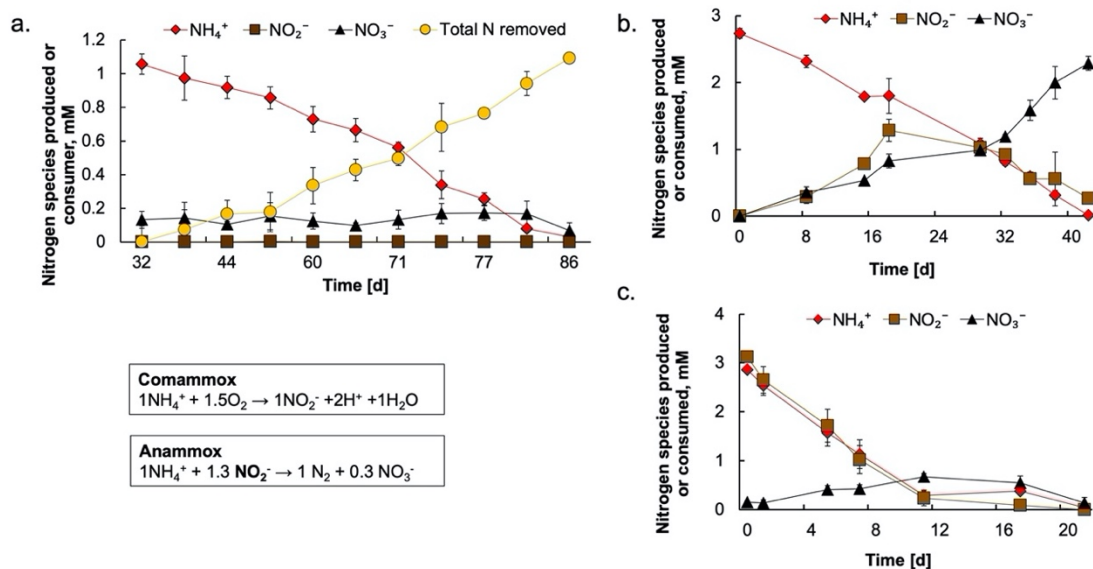 a.
NH₄⁺ NO₂⁻ NO₃⁻ Total N removed
Nitrogen species produced or
consumer, mM
1.2
1
0.8
0.6
0.4
0.2
0
32 44 60 71 77 86
Time [d]
b.
NH₄⁺ NO₂⁻ NO₃⁻
Nitrogen species produced
or consumed, mM
3
2
1
0
0 8 16 24 32 40
Time [d]
c.
NH₄⁺ NO₂⁻ NO₃⁻
Nitrogen species produced
or consumed, mM
4
3
2
1
0
0 4 8 12 16 20
Time [d]
Comammox
1NH₄⁺ + 1.5O₂ → 1NO₂⁻ +2H⁺ +1H₂O
Anammox
1NH₄⁺ + 1.3 NO₂⁻ → 1 N₂ + 0.3 NO₃⁻